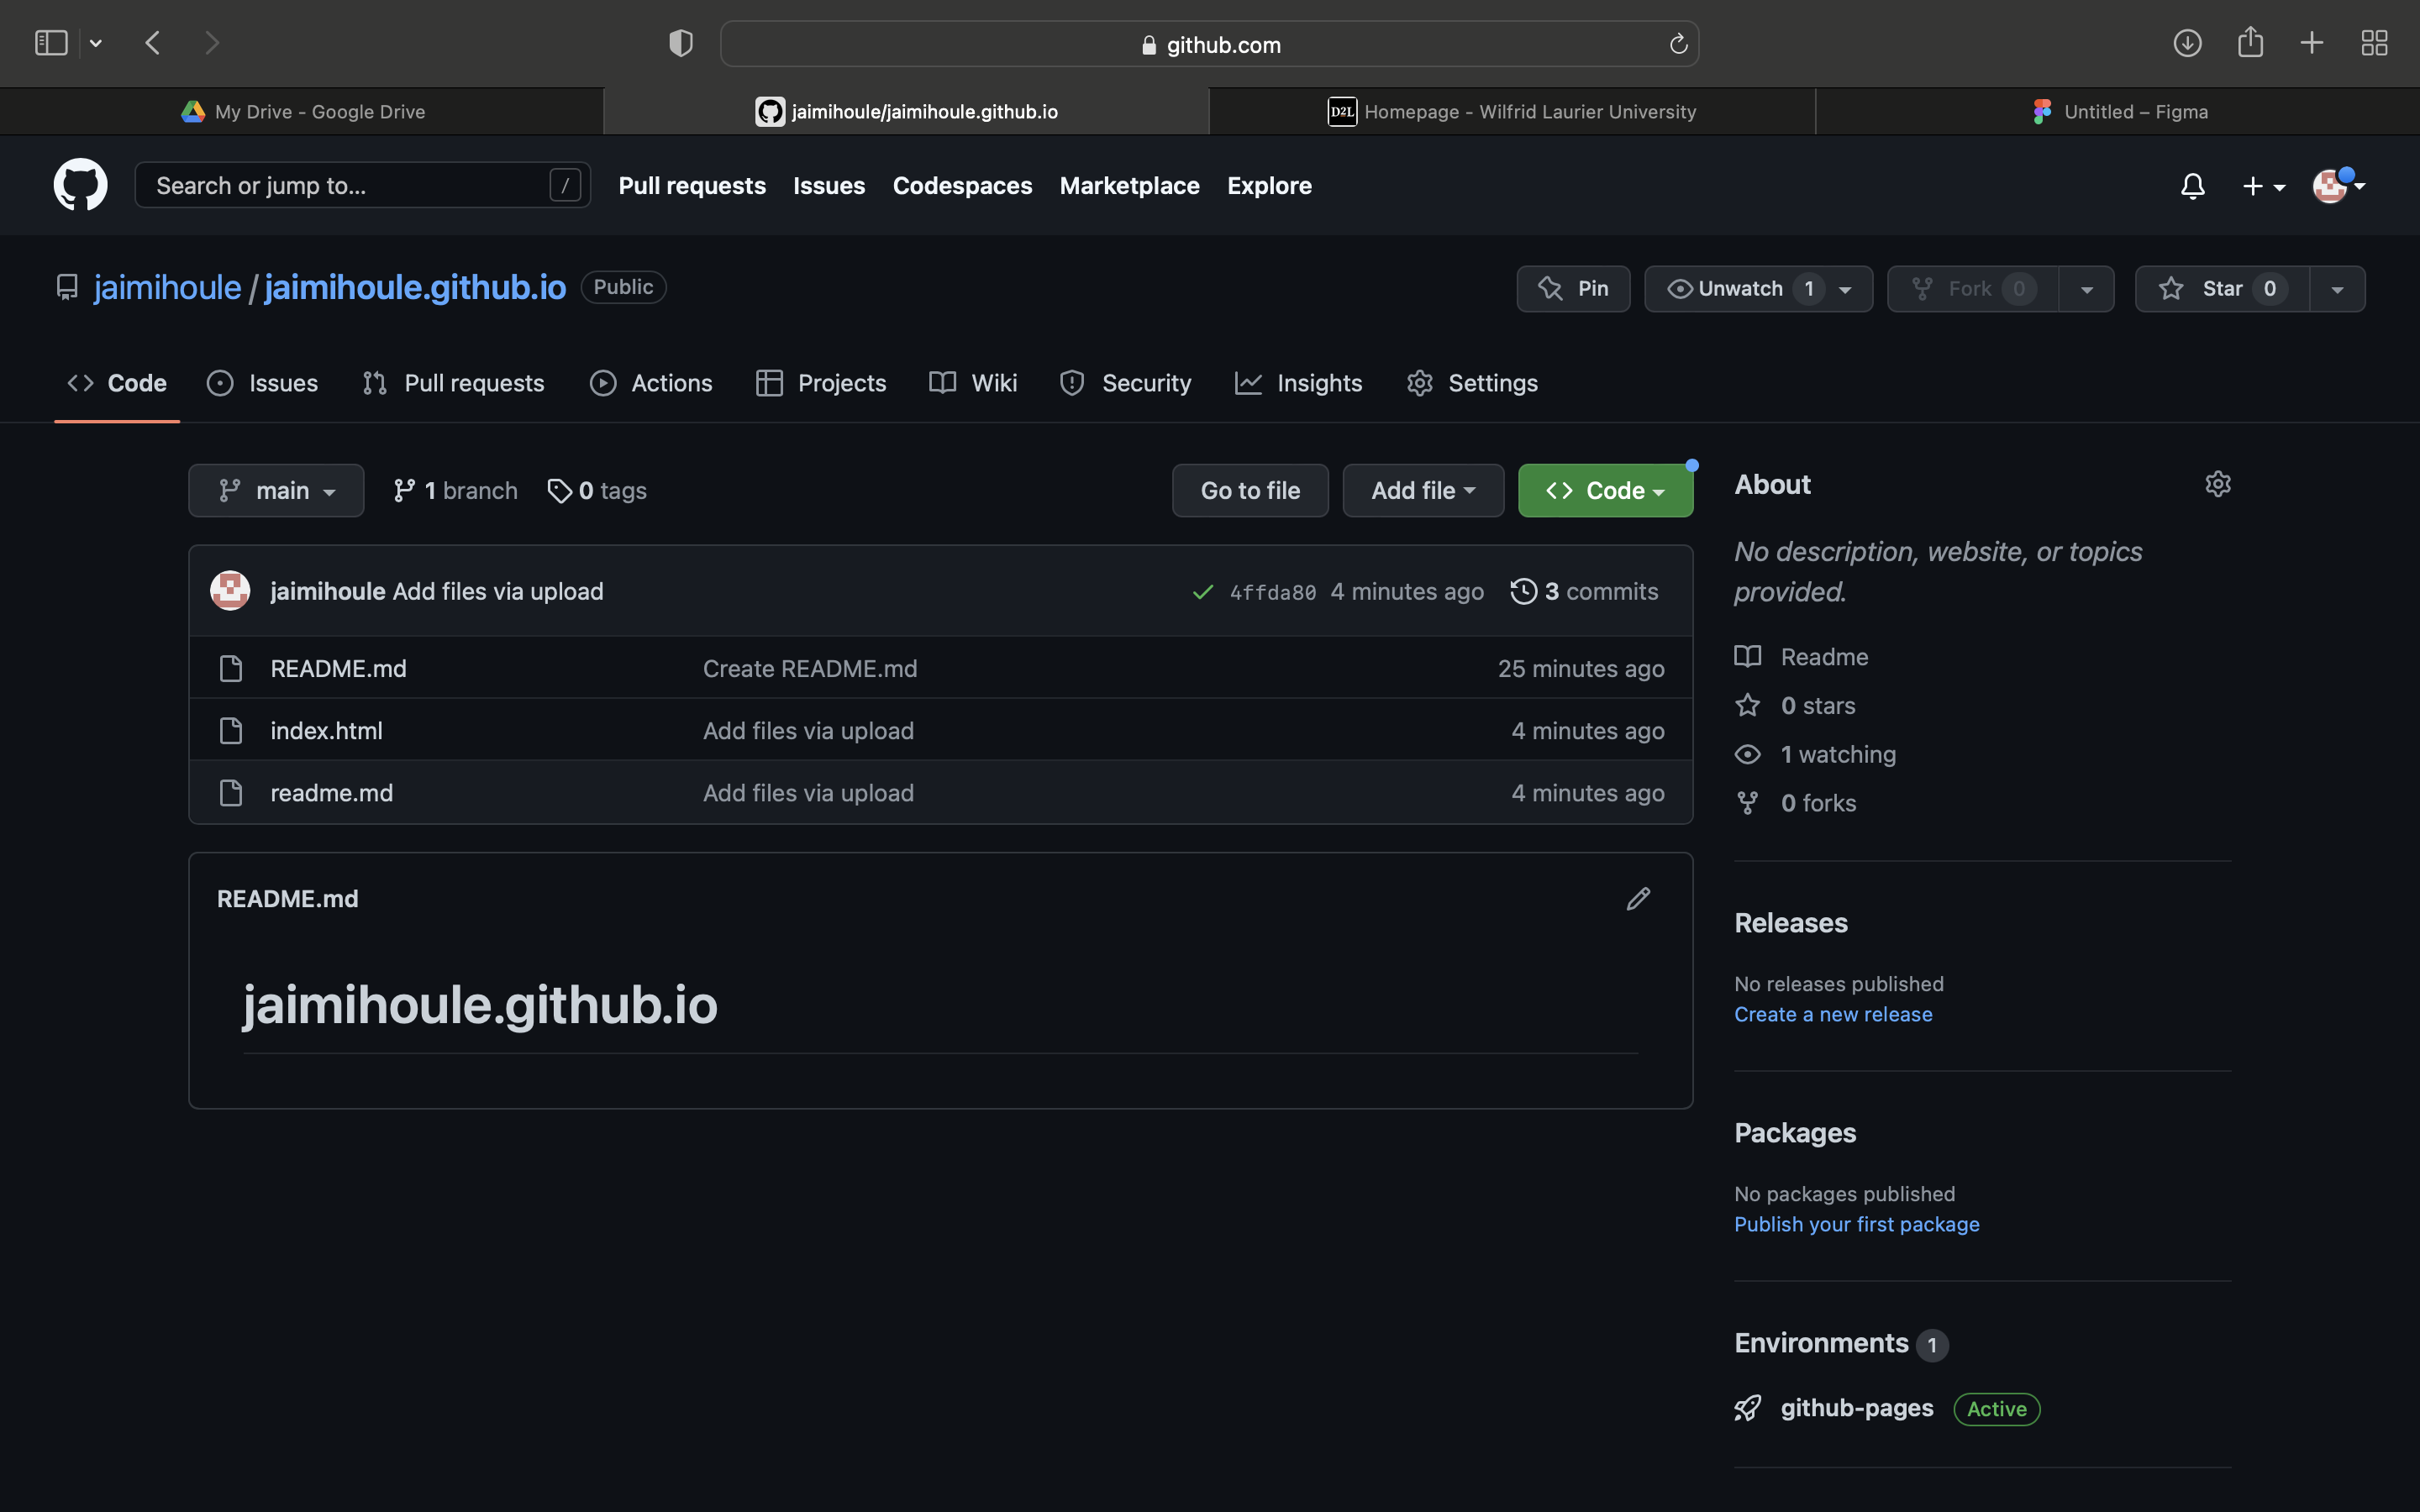 github.com
My Drive - Google Drive
jaimihoule/jaimihoule.github.io
D2L Homepage - Wilfrid Laurier University
Untitled – Figma
Search or jump to... /
Pull requests Issues Codespaces Marketplace Explore
jaimihoule / jaimihoule.github.io Public
Pin
Unwatch 1
Fork 0
Star 0
Code Issues Pull requests Actions Projects Wiki Security Insights Settings
main 1 branch 0 tags
Go to file Add file Code
jaimihoule Add files via upload 4ffda80 4 minutes ago 3 commits
README.md Create README.md 25 minutes ago
index.html Add files via upload 4 minutes ago
readme.md Add files via upload 4 minutes ago
README.md
jaimihoule.github.io
About
No description, website, or topics
provided.
Readme
0 stars
1 watching
0 forks
Releases
No releases published
Create a new release
Packages
No packages published
Publish your first package
Environments 1
github-pages Active